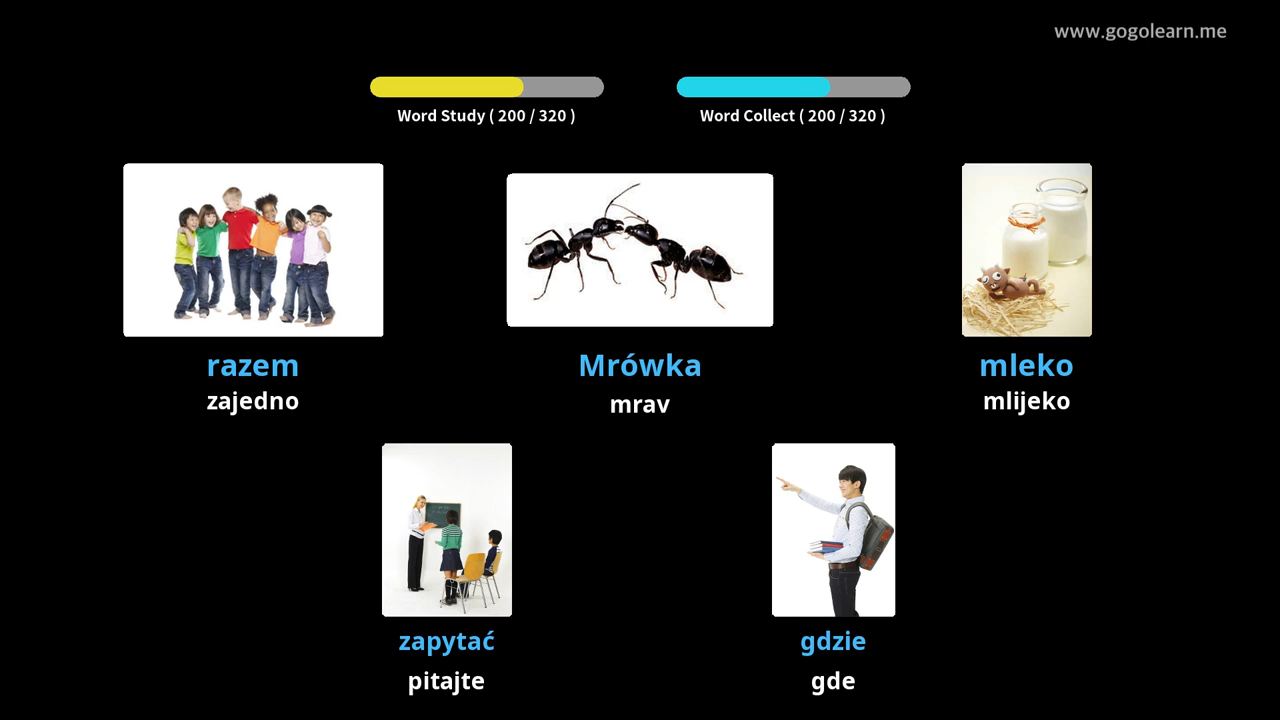 www.gogolearn.me
Word Study ( 200 / 320 )
Word Collect ( 200 / 320 )
razem
zajedno
Mrówka
mrav
mleko
mlijeko
zapytać
pitajte
gdzie
gde